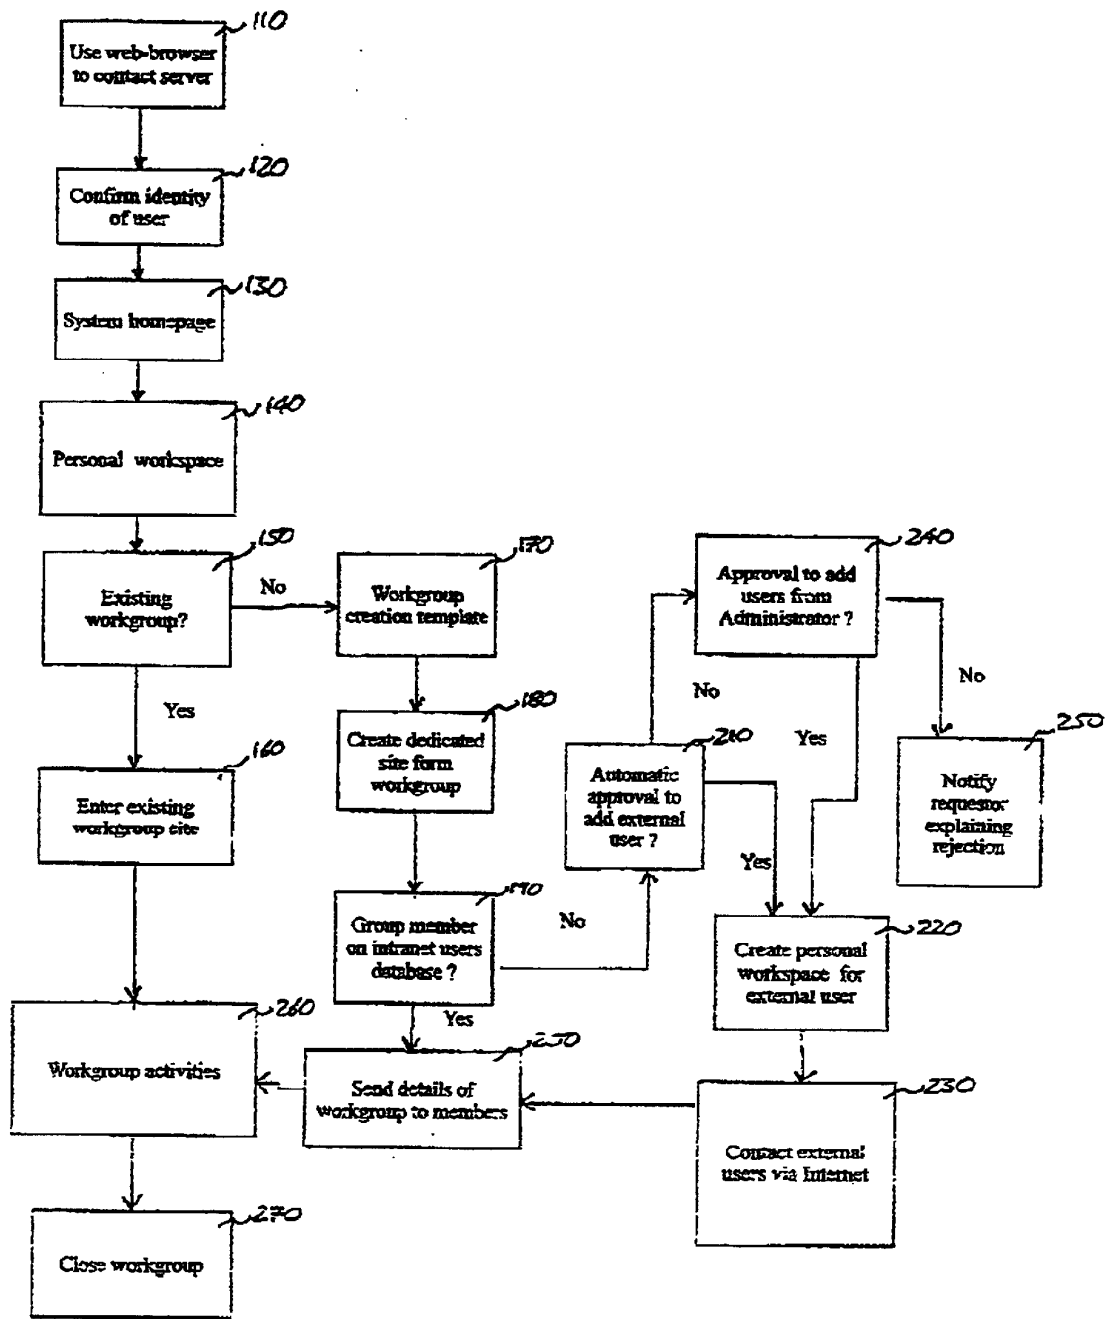 110
Use web-browser
to contact server
120
Confirm identity
of user
130
System homepage
140
Personal workspace
150
Existing
workgroup?
No
Yes
160
Enter existing
workgroup site
170
Workgroup
creation template
180
Create dedicated
site form
workgroup
190
Group member
on intranet users
database ?
No
Yes
210
Automatic
approval to
add external
user ?
No
Yes
240
Approval to add
users from
Administrator ?
Yes
No
250
Notify
requestor
explaining
rejection
220
Create personal
workspace for
external user
230
Contact external
users via Internet
Send details of
workgroup to members
260
Workgroup activities
270
Close workgroup